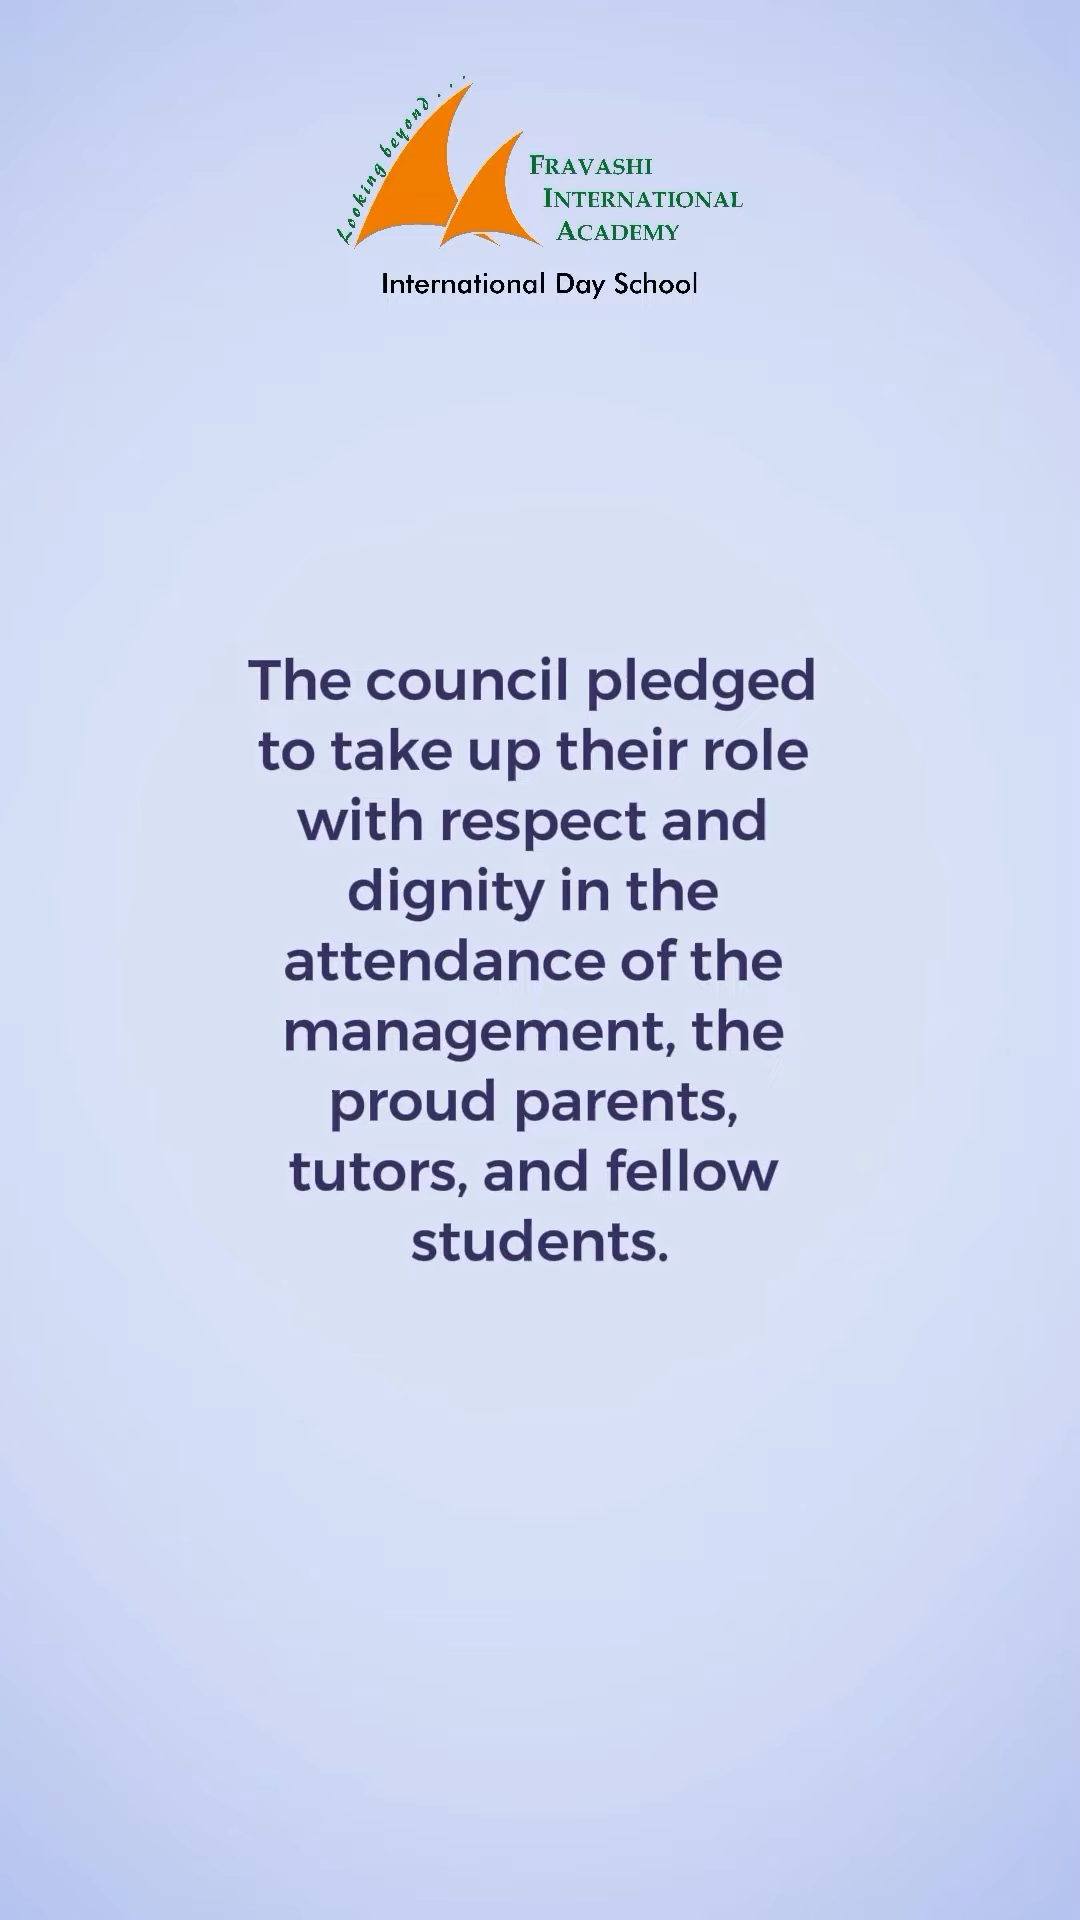 Looking beyond . . .
FRAVASHI
INTERNATIONAL
ACADEMY
International Day School
The council pledged
to take up their role
with respect and
dignity in the
attendance of the
management, the
proud parents,
tutors, and fellow
students.